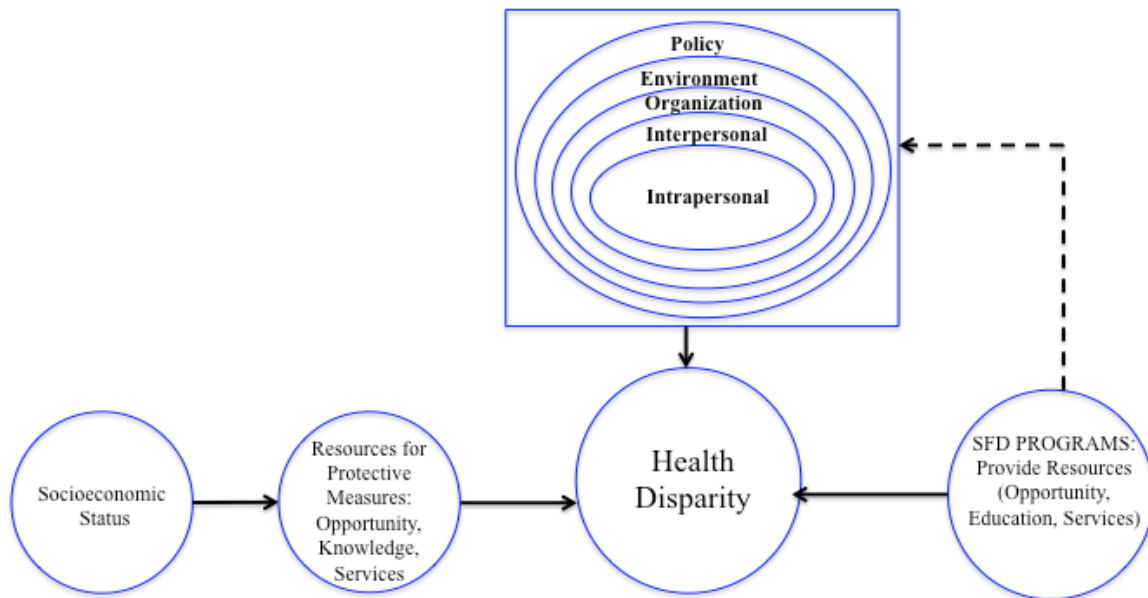 Policy
Environment
Organization
Interpersonal
Intrapersonal
Socioeconomic
Status
Resources for
Protective
Measures:
Opportunity,
Knowledge,
Services
Health
Disparity
SFD PROGRAMS:
Provide Resources
(Opportunity,
Education, Services)